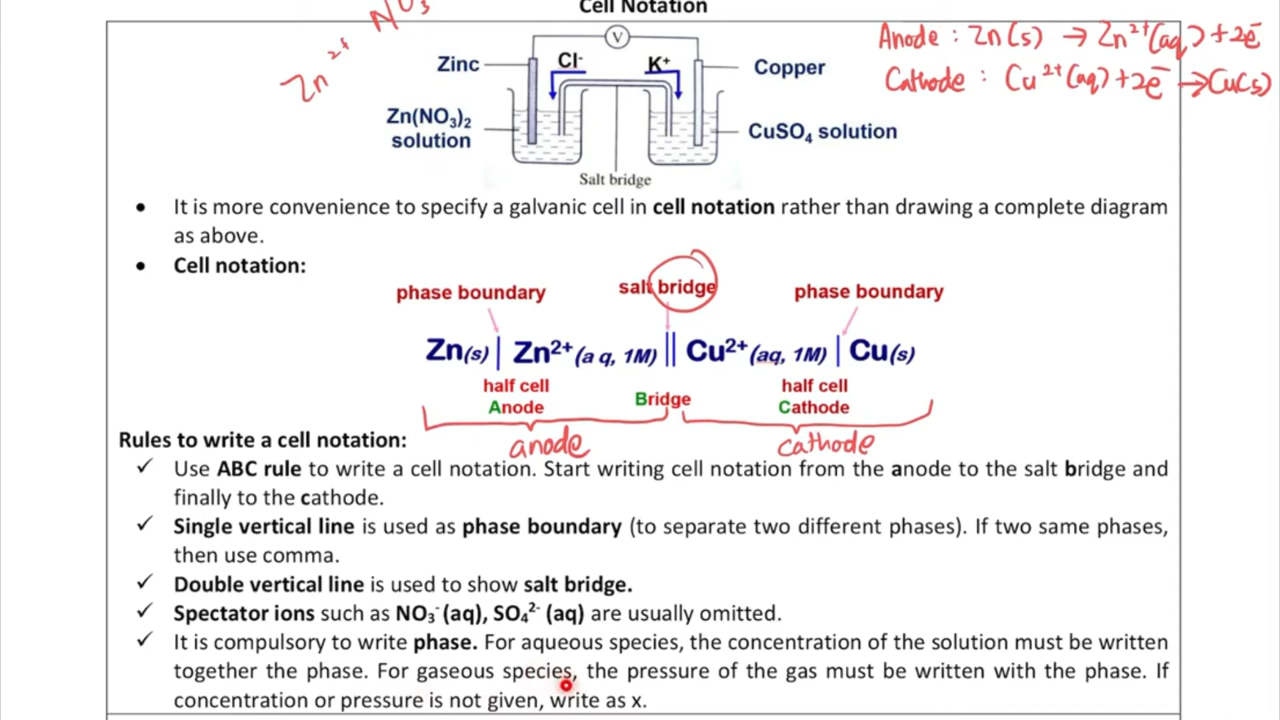 Cell Notation
Zn²⁺ NO₃
V
Anode : Zn(s) → Zn²⁺(aq) + 2e⁻
Cathode : Cu²⁺(aq) + 2e⁻ → Cu(s)
Zinc
Cl⁻
K⁺
Copper
Zn(NO₃)₂
solution
CuSO₄ solution
Salt bridge
• It is more convenience to specify a galvanic cell in cell notation rather than drawing a complete diagram
as above.
• Cell notation:
phase boundary
salt bridge
phase boundary
Zn(s) | Zn²⁺(a q, 1M) || Cu²⁺(aq, 1M) | Cu(s)
half cell
Anode
Bridge
half cell
Cathode
anode
cathode
Rules to write a cell notation:
✓ Use ABC rule to write a cell notation. Start writing cell notation from the anode to the salt bridge and
finally to the cathode.
✓ Single vertical line is used as phase boundary (to separate two different phases). If two same phases,
then use comma.
✓ Double vertical line is used to show salt bridge.
✓ Spectator ions such as NO₃⁻(aq), SO₄²⁻ (aq) are usually omitted.
✓ It is compulsory to write phase. For aqueous species, the concentration of the solution must be written
together the phase. For gaseous species, the pressure of the gas must be written with the phase. If
concentration or pressure is not given, write as x.